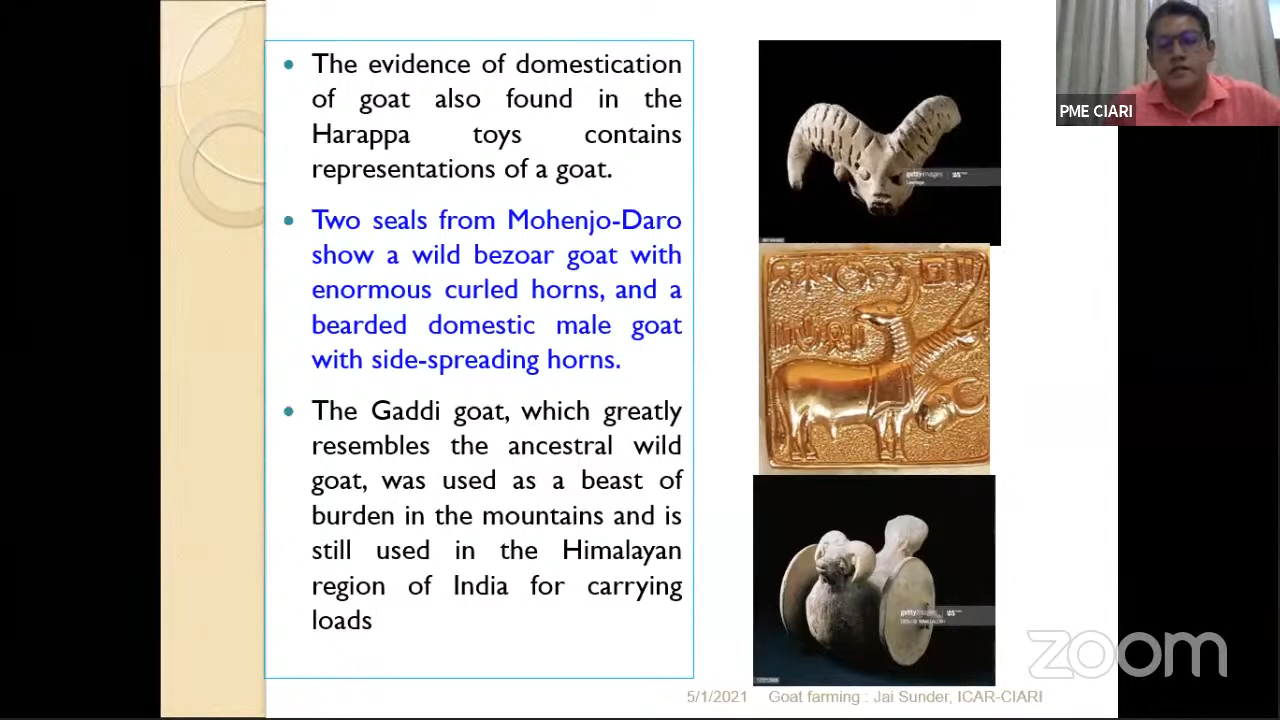 The evidence of domestication
of goat also found in the
Harappa toys contains
representations of a goat.
Two seals from Mohenjo-Daro
show a wild bezoar goat with
enormous curled horns, and a
bearded domestic male goat
with side-spreading horns.
The Gaddi goat, which greatly
resembles the ancestral wild
goat, was used as a beast of
burden in the mountains and is
still used in the Himalayan
region of India for carrying
loads
gettyimages
gettyimages
PME CIARI
zoom
5/1/2021 Goat farming : Jai Sunder, ICAR-CIARI